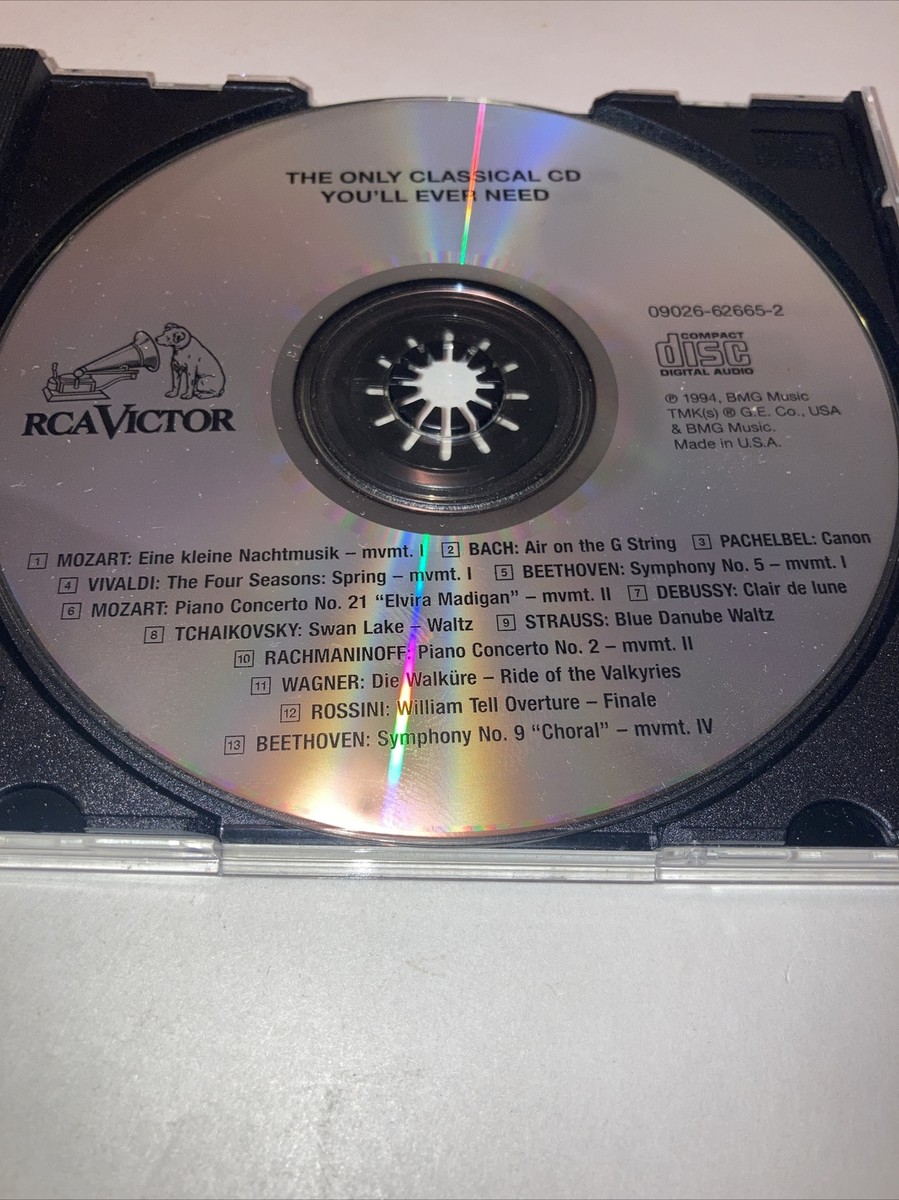 THE ONLY CLASSICAL CD
YOU'LL EVER NEED
RCA VICTOR
09026-62665-2
COMPACT
disc
DIGITAL AUDIO
℗ 1994, BMG Music
TMK(s) ® G.E. Co., USA
& BMG Music.
Made in U.S.A.
1 MOZART: Eine kleine Nachtmusik – mvmt. I 2 BACH: Air on the G String 3 PACHELBEL: Canon
4 VIVALDI: The Four Seasons: Spring – mvmt. I 5 BEETHOVEN: Symphony No. 5 – mvmt. I
6 MOZART: Piano Concerto No. 21 "Elvira Madigan" – mvmt. II 7 DEBUSSY: Clair de lune
8 TCHAIKOVSKY: Swan Lake – Waltz 9 STRAUSS: Blue Danube Waltz
10 RACHMANINOFF: Piano Concerto No. 2 – mvmt. II
11 WAGNER: Die Walküre – Ride of the Valkyries
12 ROSSINI: William Tell Overture – Finale
13 BEETHOVEN: Symphony No. 9 "Choral" – mvmt. IV